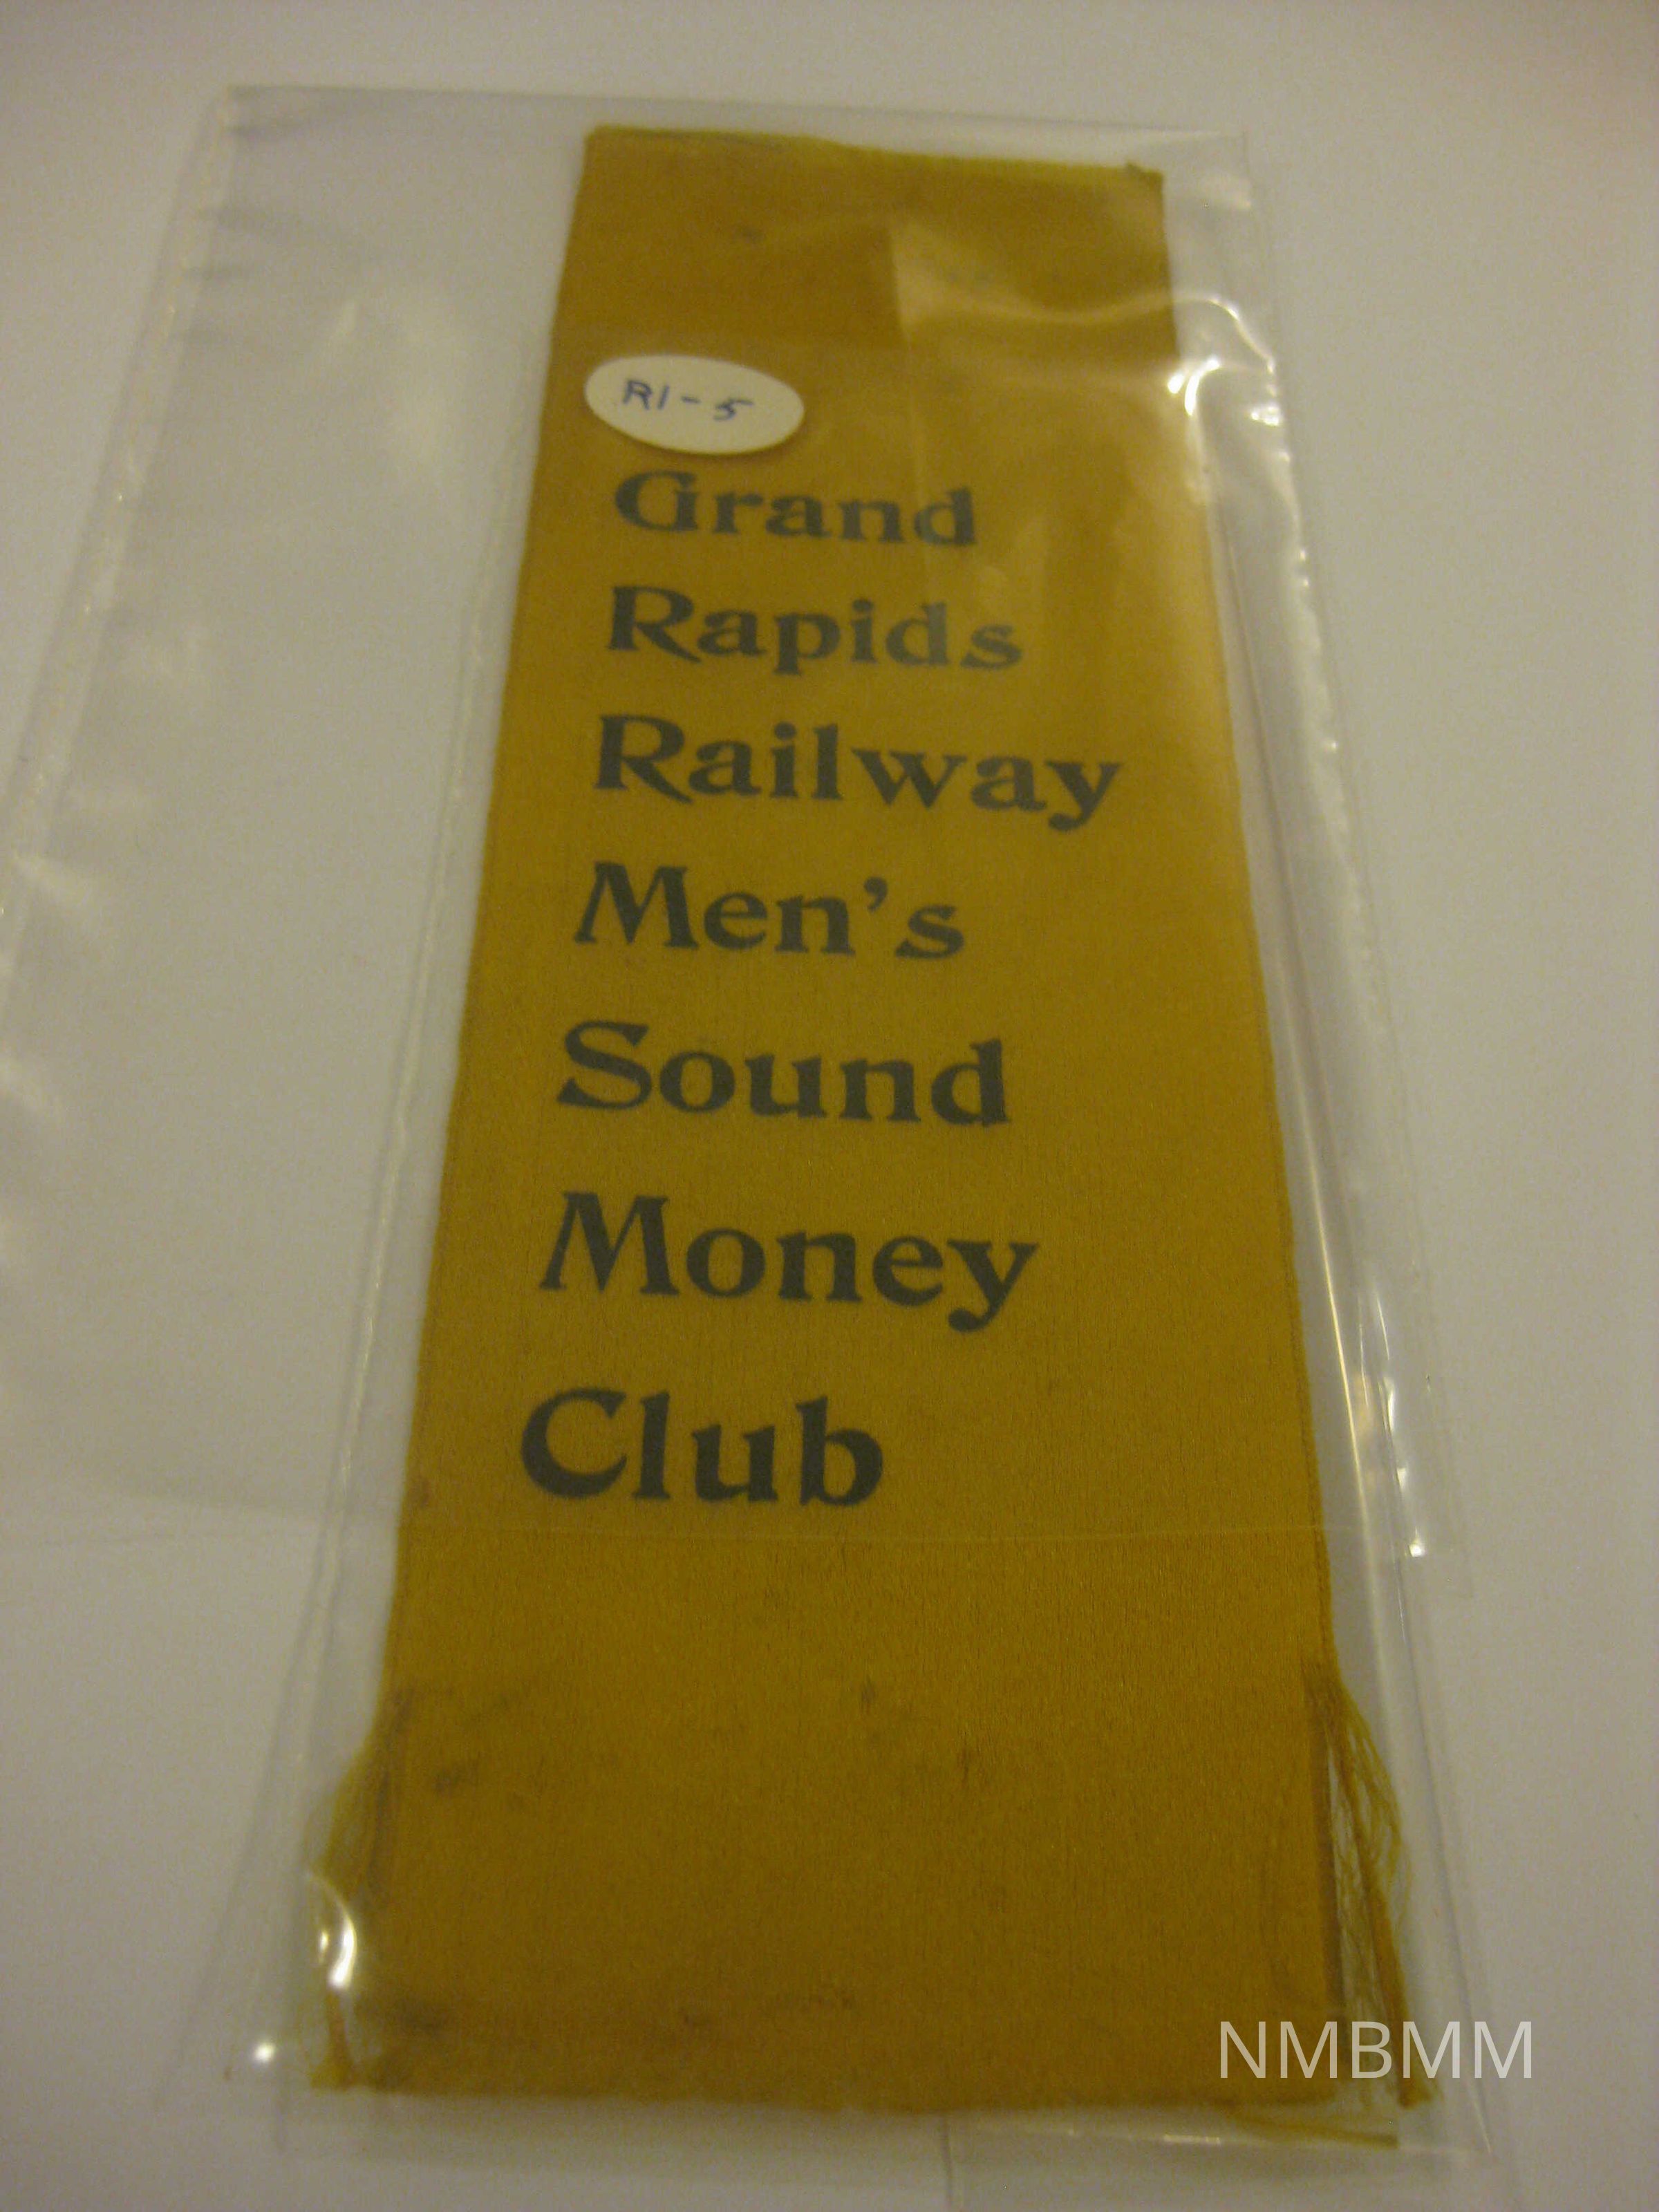 R1-5
Grand
Rapids
Railway
Men's
Sound
Money
Club
NMBMM